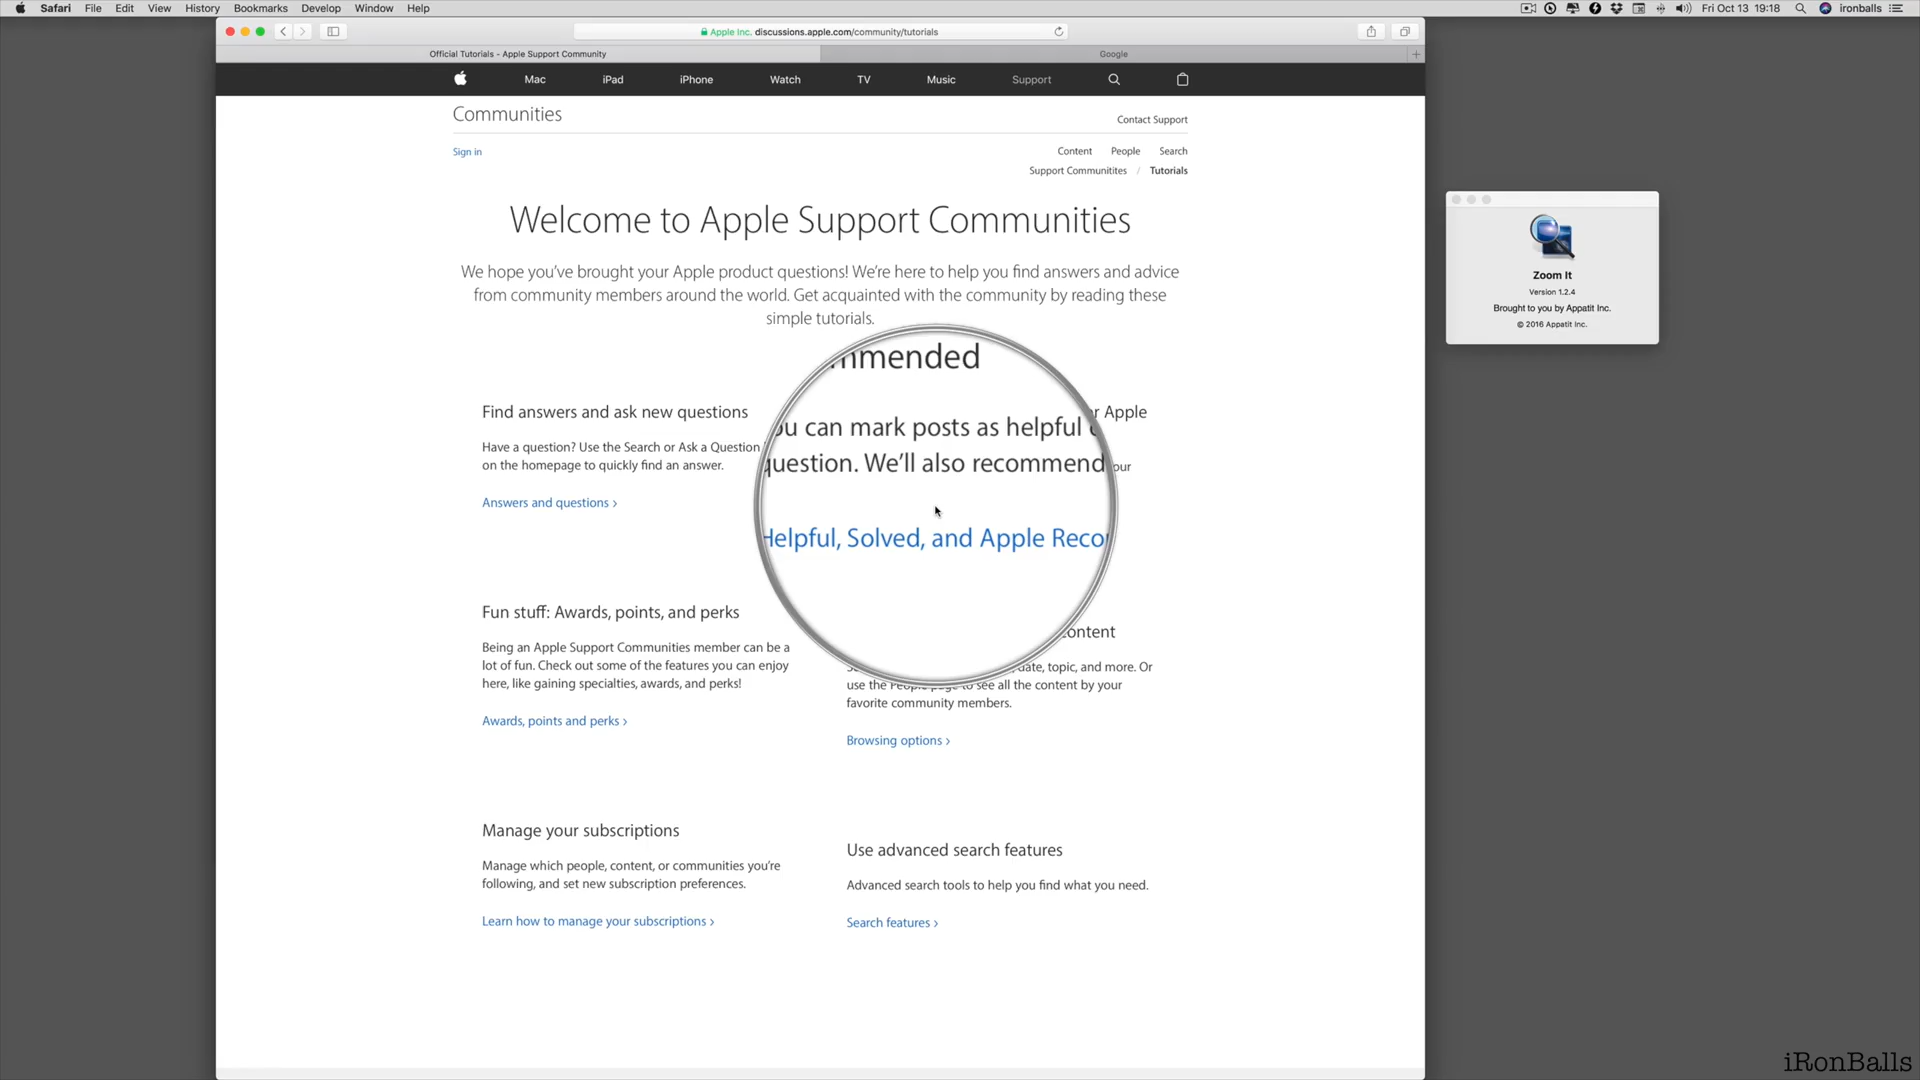 Safari File Edit View History Bookmarks Develop Window Help Fri Oct 13 19:18 ironballs
Apple Inc. discussions.apple.com/community/tutorials
Official Tutorials - Apple Support Community Google
Mac iPad iPhone Watch TV Music Support
Communities
Contact Support
Sign in
Content People Search
Support Communitites / Tutorials
Welcome to Apple Support Communities
We hope you've brought your Apple product questions! We're here to help you find answers and advice
from community members around the world. Get acquainted with the community by reading these
simple tutorials.
Find answers and ask new questions
Have a question? Use the Search or Ask a Question
on the homepage to quickly find an answer.
Answers and questions ›
mmended
ou can mark posts as helpful
question. We'll also recommend
Helpful, Solved, and Apple Reco
r Apple
our
Fun stuff: Awards, points, and perks
Being an Apple Support Communities member can be a
lot of fun. Check out some of the features you can enjoy
here, like gaining specialties, awards, and perks!
Awards, points and perks ›
content
date, topic, and more. Or
use the People page to see all the content by your
favorite community members.
Browsing options ›
Manage your subscriptions
Manage which people, content, or communities you're
following, and set new subscription preferences.
Learn how to manage your subscriptions ›
Use advanced search features
Advanced search tools to help you find what you need.
Search features ›
Zoom It
Version 1.2.4
Brought to you by Appatit Inc.
© 2016 Appatit Inc.
iRonBalls